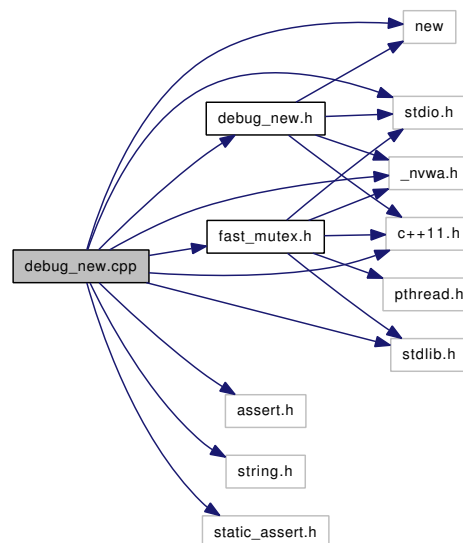 new
stdio.h
debug_new.h
_nvwa.h
c++11.h
fast_mutex.h
debug_new.cpp
pthread.h
stdlib.h
assert.h
string.h
static_assert.h